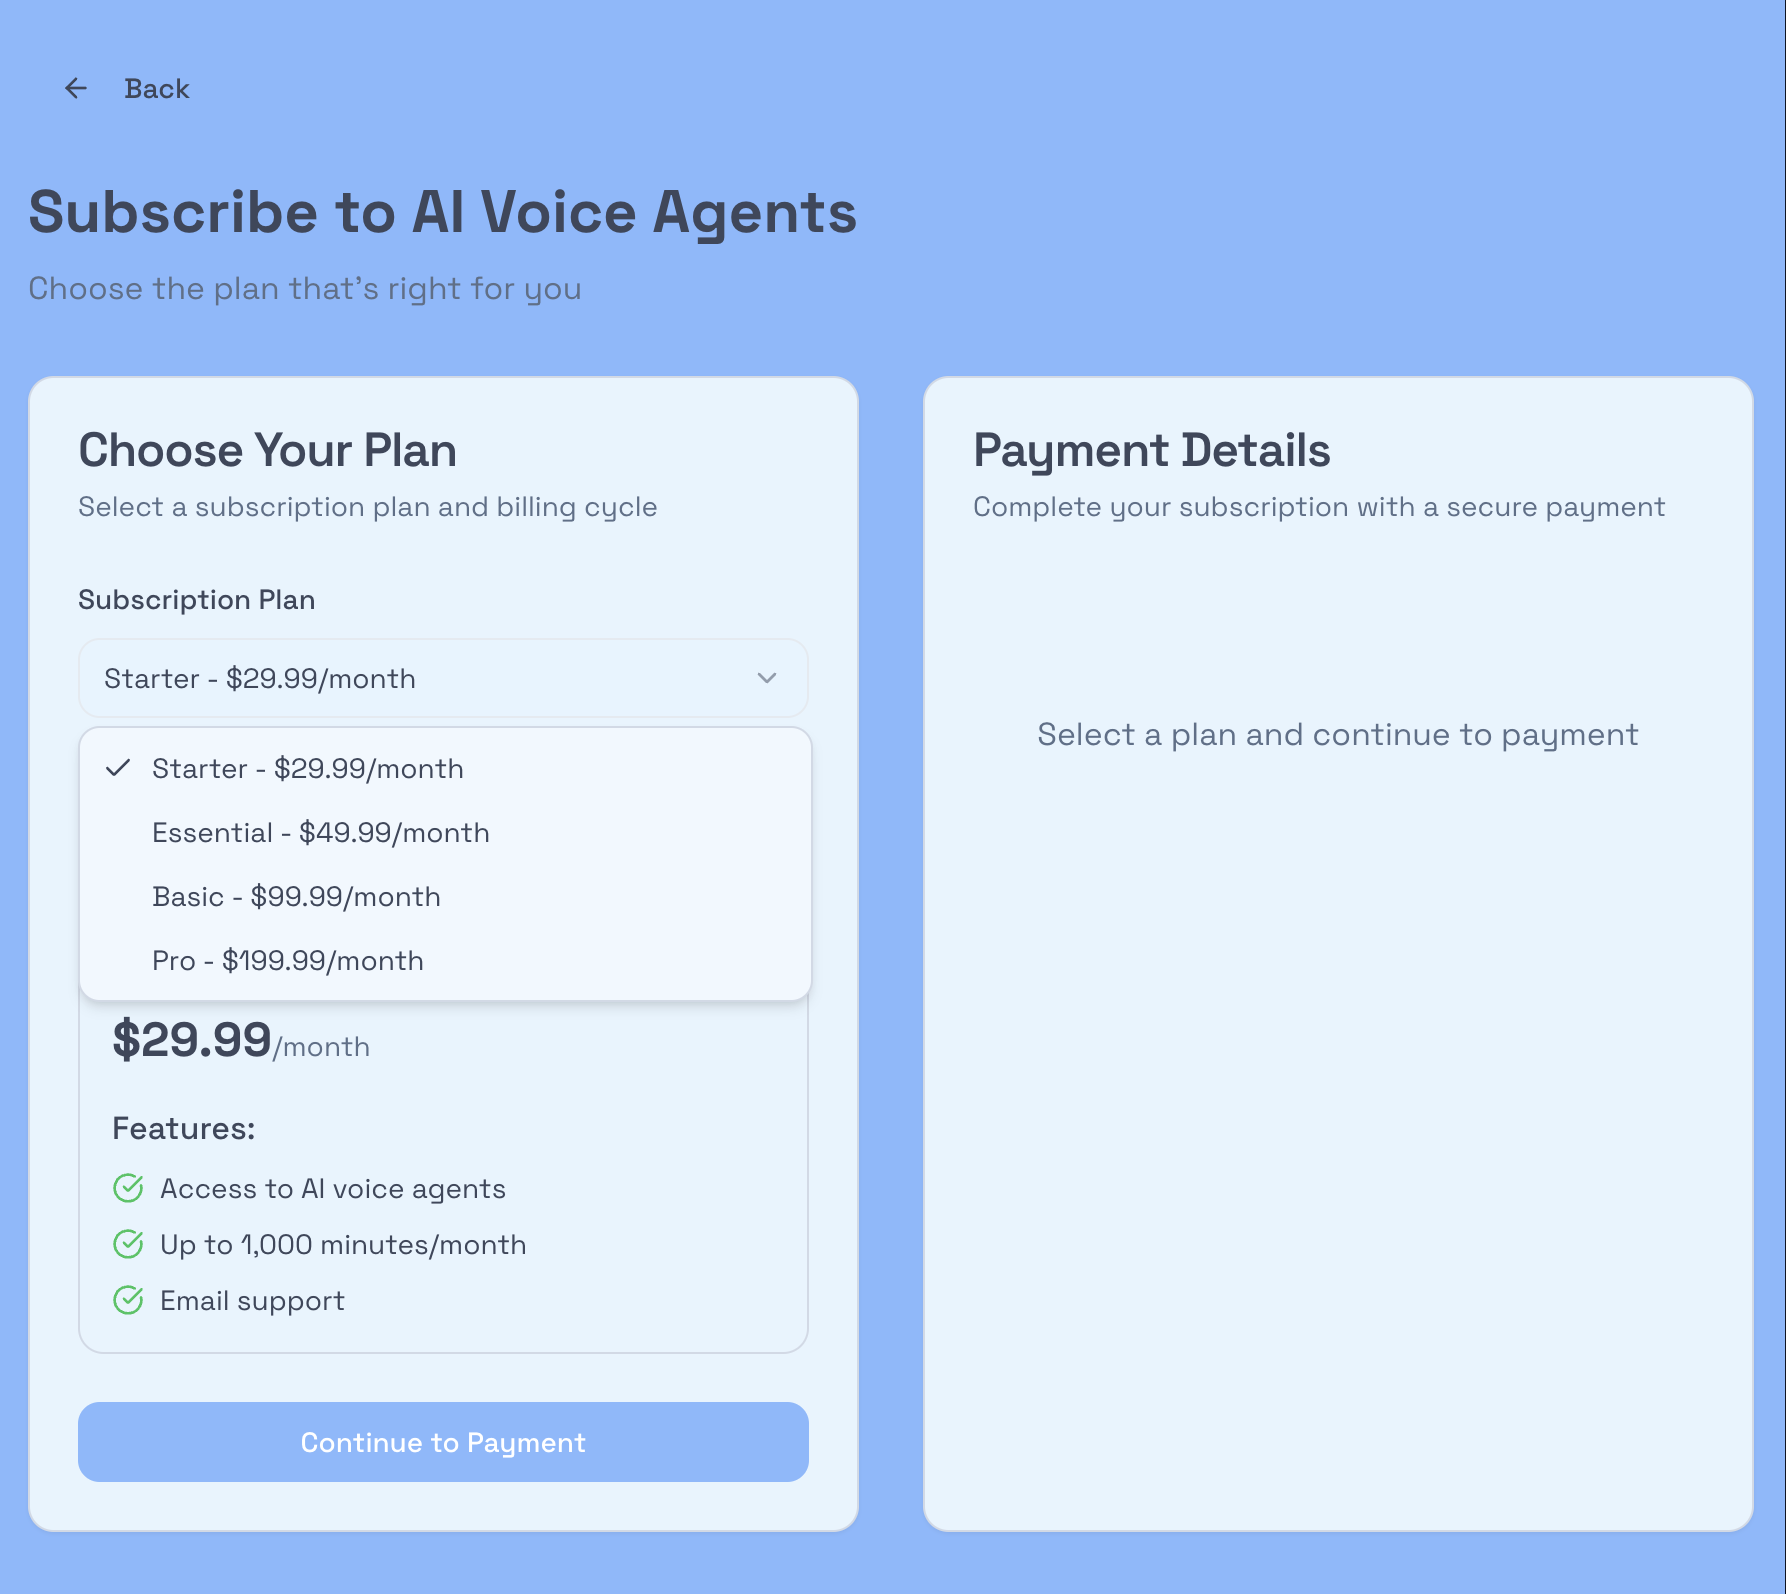 Back
Subscribe to AI Voice Agents
Choose the plan that's right for you
Choose Your Plan
Select a subscription plan and billing cycle
Subscription Plan
Starter - $29.99/month
Starter - $29.99/month
Essential - $49.99/month
Basic - $99.99/month
Pro - $199.99/month
$29.99/month
Features:
Access to AI voice agents
Up to 1,000 minutes/month
Email support
Continue to Payment
Payment Details
Complete your subscription with a secure payment
Select a plan and continue to payment